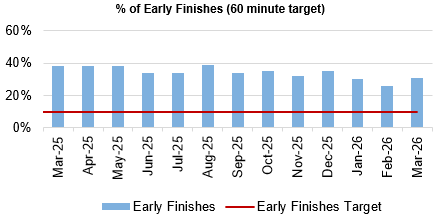 % of Early Finishes (60 minute target)
60%
40%
20%
0%
Mar-25
Apr-25
May-25
Jun-25
Jul-25
Aug-25
Sep-25
Oct-25
Nov-25
Dec-25
Jan-26
Feb-26
Mar-26
Early Finishes
Early Finishes Target